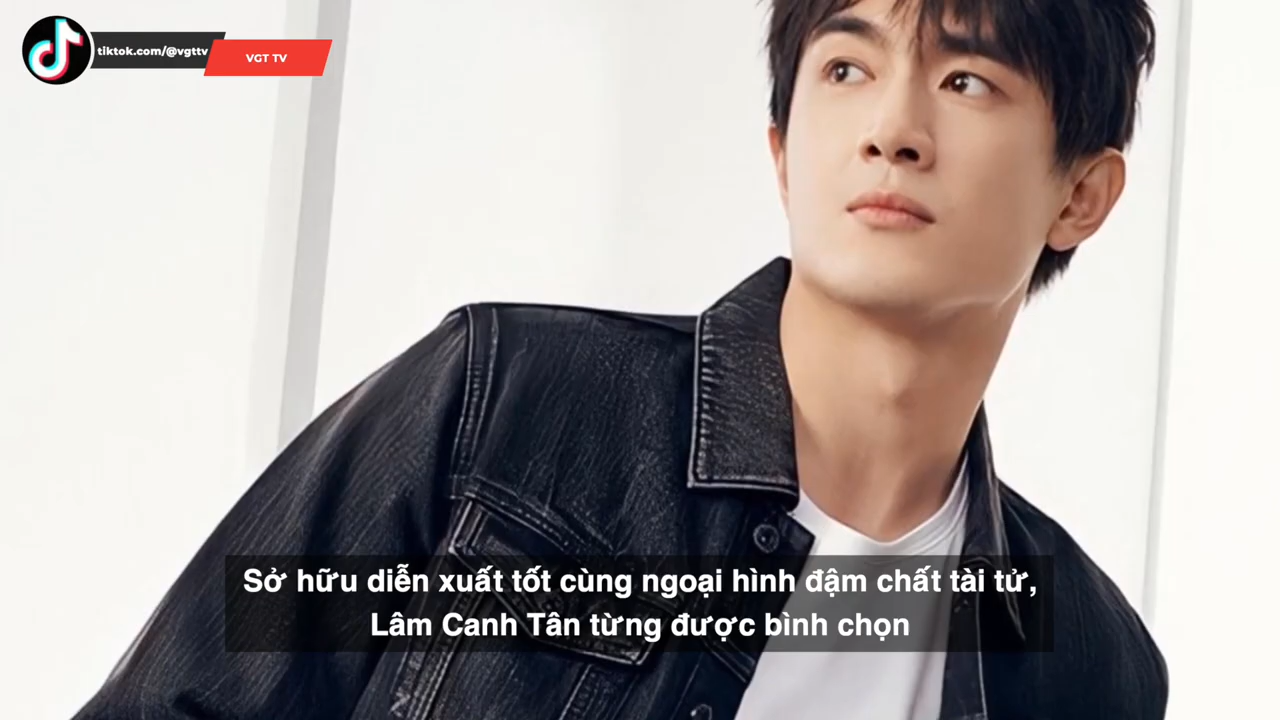 tiktok.com/@vgttv
VGT TV
Sở hữu diễn xuất tốt cùng ngoại hình đậm chất tài tử,
Lâm Canh Tân từng được bình chọn